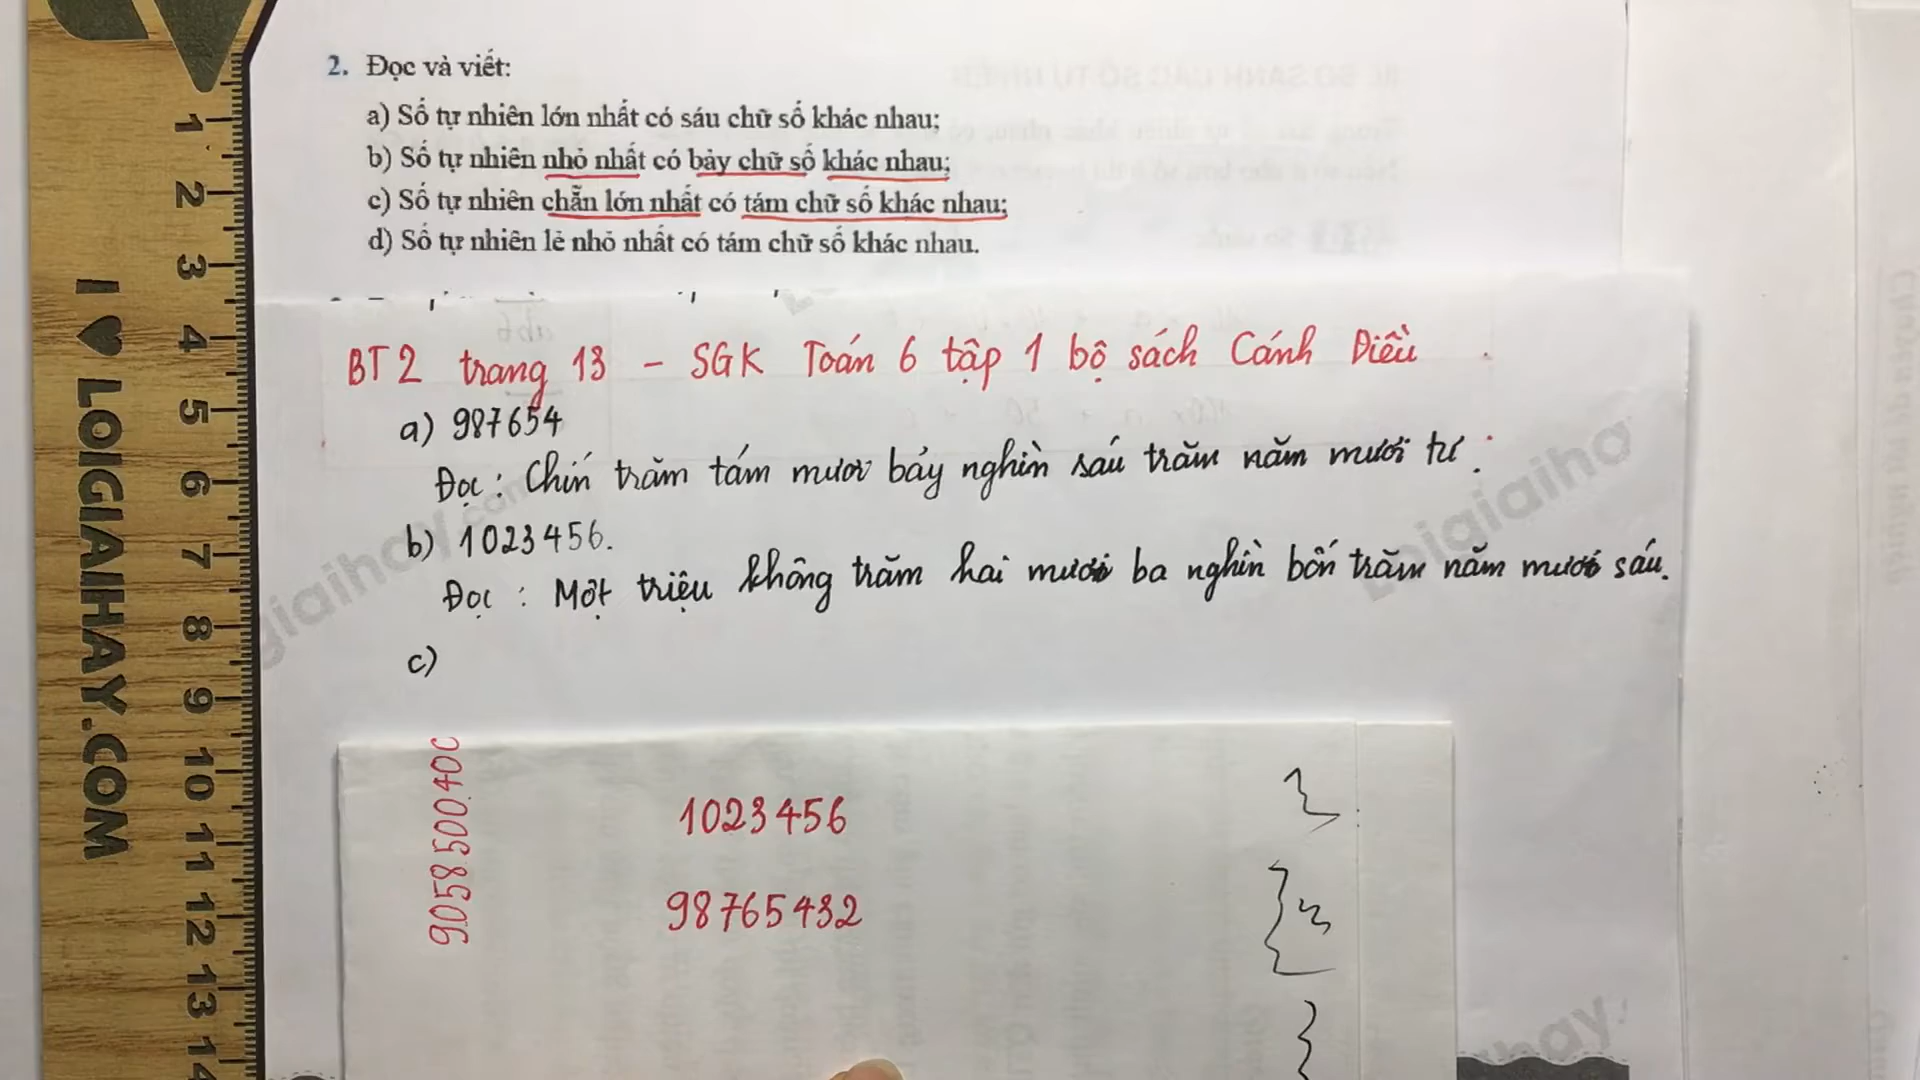 2. Đọc và viết:
a) Số tự nhiên lớn nhất có sáu chữ số khác nhau;
b) Số tự nhiên nhỏ nhất có bảy chữ số khác nhau;
c) Số tự nhiên chẵn lớn nhất có tám chữ số khác nhau;
d) Số tự nhiên lẻ nhỏ nhất có tám chữ số khác nhau.
BT2 trang 13 - SGK Toán 6 tập 1 bộ sách Cánh Diều
a) 987654
Đọc: Chín trăm tám mươi bảy nghìn sáu trăm năm mươi tư.
b) 1023456.
Đọc: Một triệu không trăm hai mươi ba nghìn bốn trăm năm mươi sáu.
c)
1023456
98765432
9058500400
I ♥ LOIGIAIHAY.COM
1
2
3
4
5
6
7
8
9
10
11
12
13
14